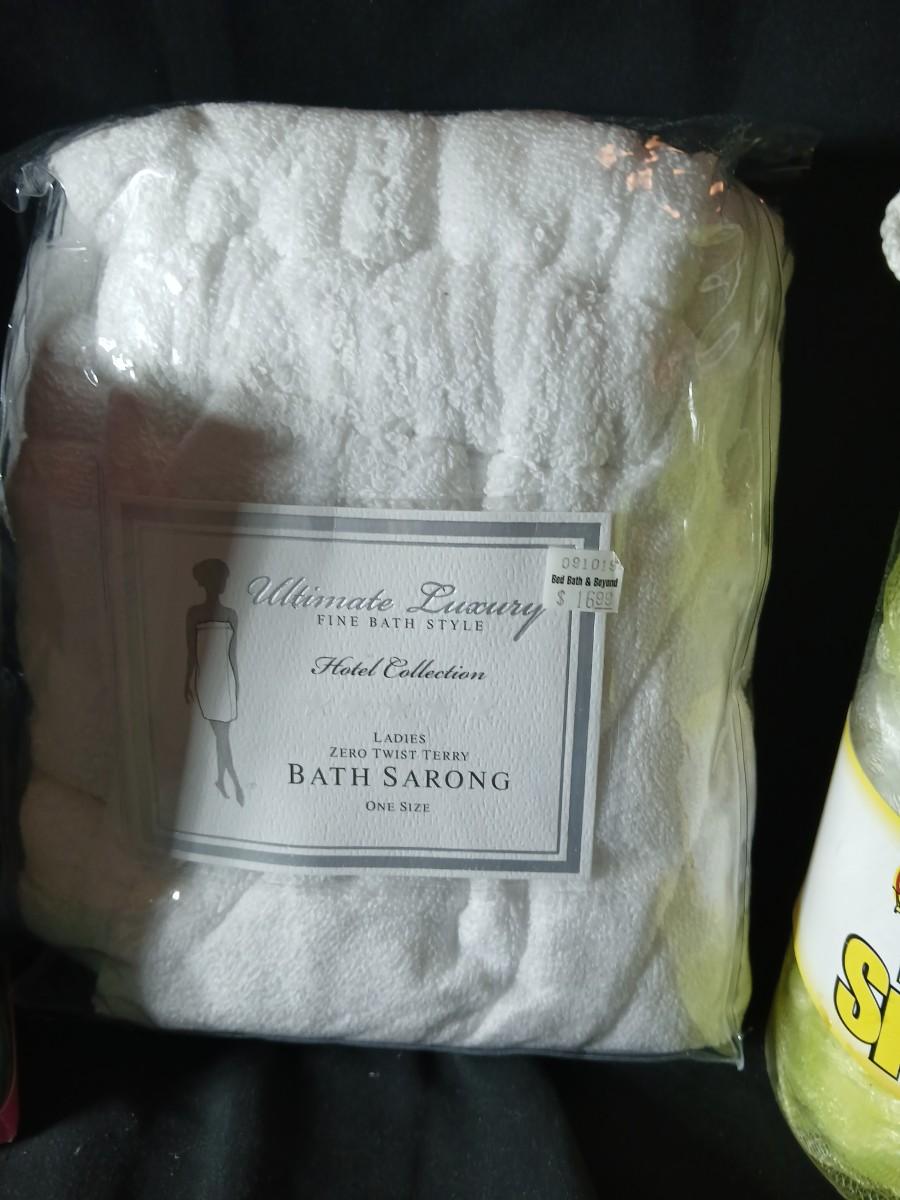 Ultimate Luxury
FINE BATH STYLE
Hotel Collection
LADIES
ZERO TWIST TERRY
BATH SARONG
ONE SIZE
Bed Bath & Beyond
$ 16.99